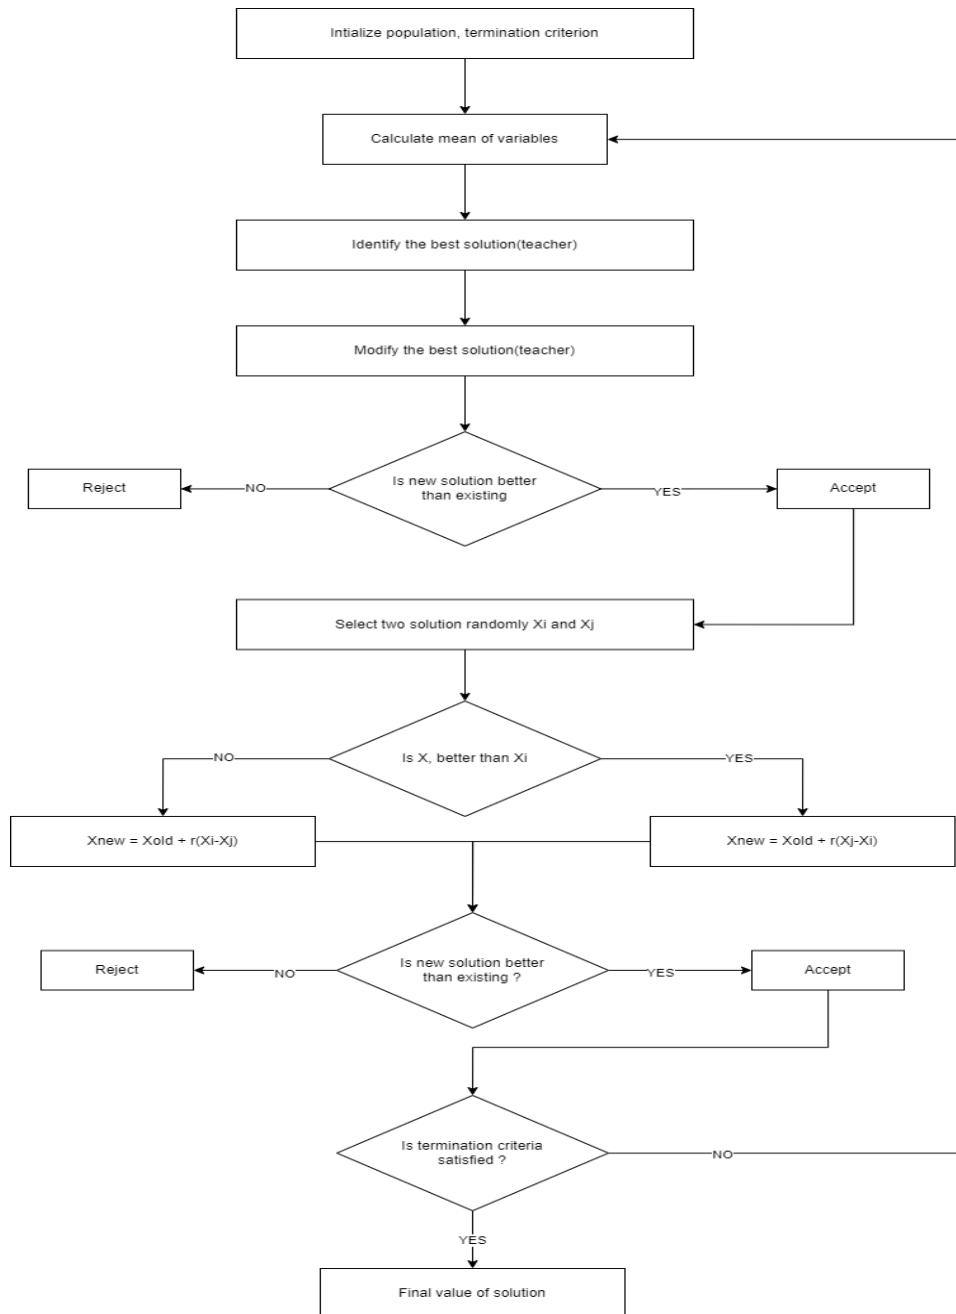 Intialize population, termination criterion
Calculate mean of variables
Identify the best solution(teacher)
Modify the best solution(teacher)
Is new solution better
than existing
Reject
NO
YES
Accept
Select two solution randomly Xi and Xj
Is X, better than Xi
NO
YES
Xnew = Xold + r(Xi-Xj)
Xnew = Xold + r(Xj-Xi)
Is new solution better
than existing ?
Reject
NO
YES
Accept
Is termination criteria
satisfied ?
NO
YES
Final value of solution